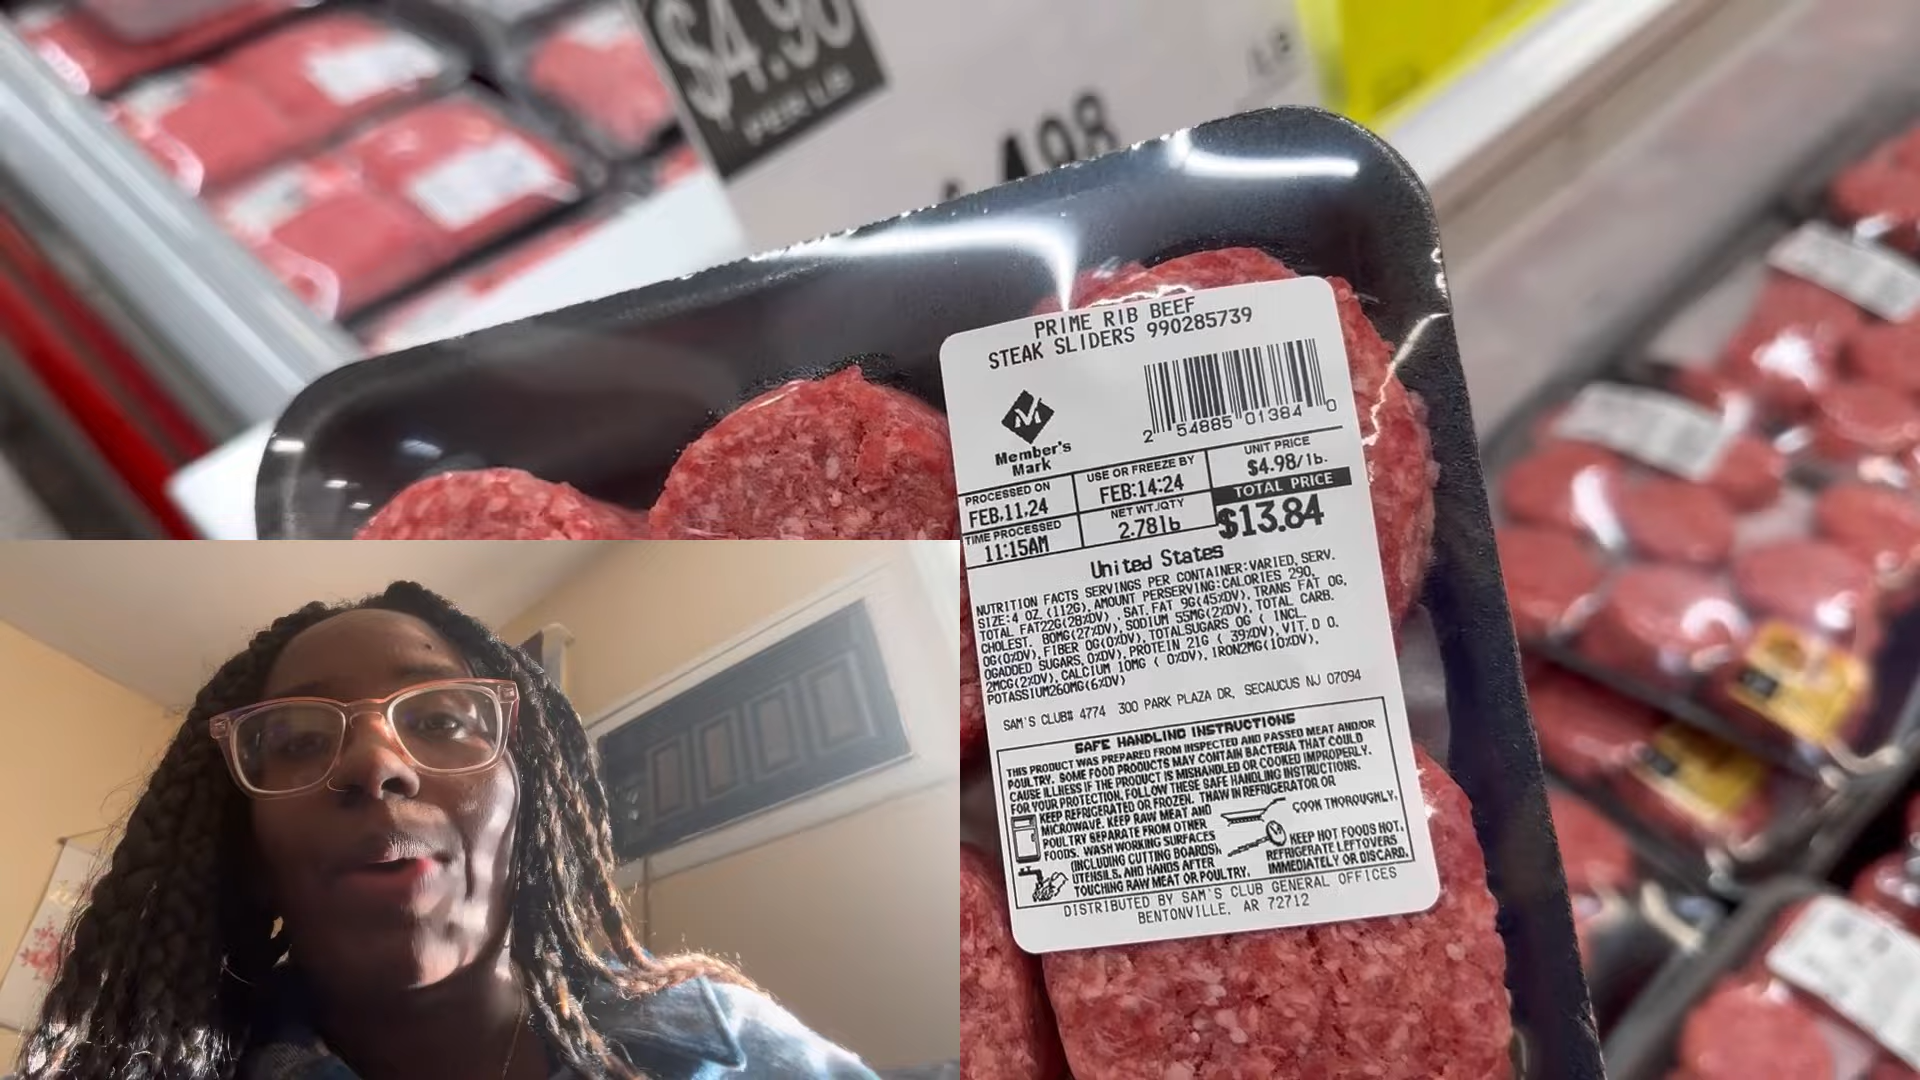 $4.98
PER LB
4.98
LB
PRIME RIB BEEF
STEAK SLIDERS 990285739
2 54885 01384 0
Member's
Mark
PROCESSED ON
FEB.11.24
TIME PROCESSED
11:15AM
USE OR FREEZE BY
FEB:14:24
NET WT./QTY
2.78lb
UNIT PRICE
$4.98/lb.
TOTAL PRICE
$13.84
United States
NUTRITION FACTS SERVINGS PER CONTAINER:VARIED, SERV.
SIZE:4 OZ.(112G), AMOUNT PERSERVING:CALORIES 290,
TOTAL FAT22G(28%DV), SAT. FAT 9G(45%DV), TRANS FAT 0G,
CHOLEST. 80MG(27%DV), SODIUM 55MG(2%DV), TOTAL CARB.
0G(0%DV), FIBER 0G(0%DV), TOTALSUGARS 0G ( INCL.
0GADDED SUGARS, 0%DV), PROTEIN 21G ( 39%DV), VIT. D 0.
2MCG(2%DV), CALCIUM 10MG ( 0%DV), IRON2MG(10%DV),
POTASSIUM260MG(6%DV)
SAM'S CLUB# 4774 300 PARK PLAZA DR, SECAUCUS NJ 07094
SAFE HANDLING INSTRUCTIONS
THIS PRODUCT WAS PREPARED FROM INSPECTED AND PASSED MEAT AND/OR
POULTRY. SOME FOOD PRODUCTS MAY CONTAIN BACTERIA THAT COULD
CAUSE ILLNESS IF THE PRODUCT IS MISHANDLED OR COOKED IMPROPERLY.
FOR YOUR PROTECTION, FOLLOW THESE SAFE HANDLING INSTRUCTIONS.
KEEP REFRIGERATED OR FROZEN. THAW IN REFRIGERATOR OR
MICROWAVE. KEEP RAW MEAT AND
POULTRY SEPARATE FROM OTHER
FOODS. WASH WORKING SURFACES
(INCLUDING CUTTING BOARDS),
UTENSILS, AND HANDS AFTER
TOUCHING RAW MEAT OR POULTRY.
COOK THOROUGHLY.
KEEP HOT FOODS HOT.
REFRIGERATE LEFTOVERS
IMMEDIATELY OR DISCARD.
DISTRIBUTED BY SAM'S CLUB GENERAL OFFICES
BENTONVILLE, AR 72712